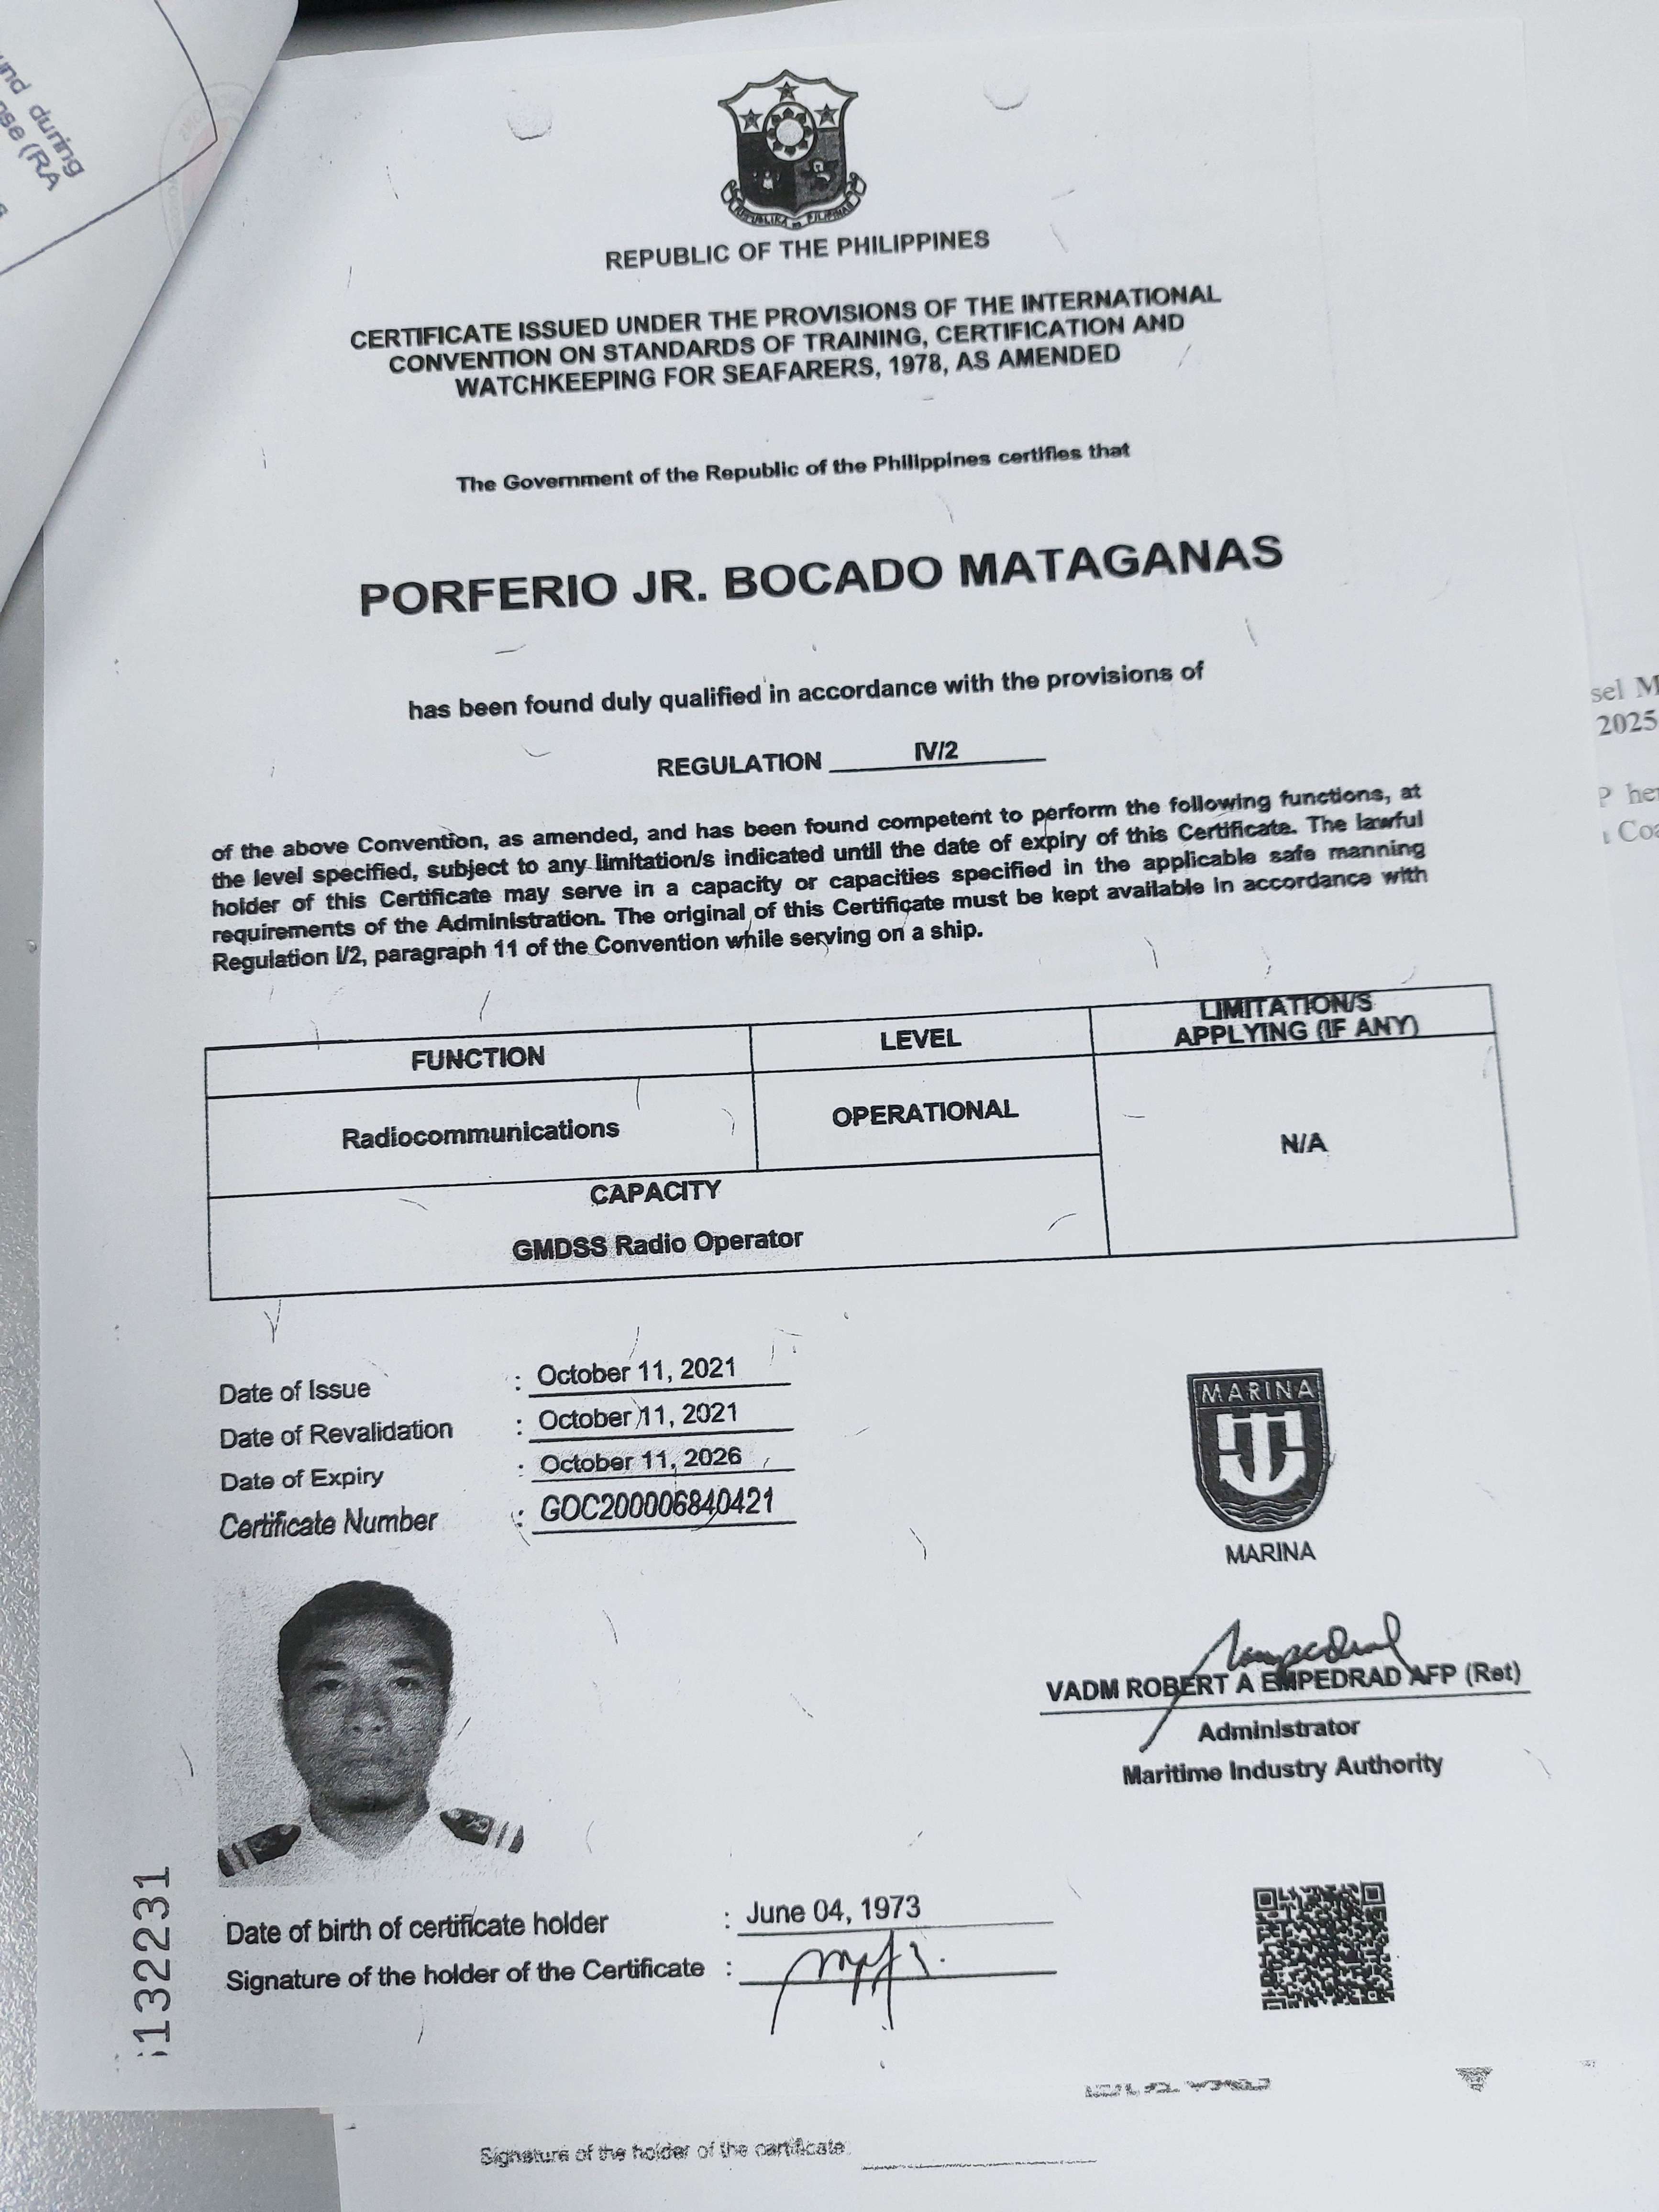 und during
nse (RA
REPUBLIKA NG PILIPINAS
REPUBLIC OF THE PHILIPPINES
CERTIFICATE ISSUED UNDER THE PROVISIONS OF THE INTERNATIONAL
CONVENTION ON STANDARDS OF TRAINING, CERTIFICATION AND
WATCHKEEPING FOR SEAFARERS, 1978, AS AMENDED
The Government of the Republic of the Philippines certifies that
PORFERIO JR. BOCADO MATAGANAS
has been found duly qualified in accordance with the provisions of
REGULATION IV/2
of the above Convention, as amended, and has been found competent to perform the following functions, at
the level specified, subject to any limitation/s indicated until the date of expiry of this Certificate. The lawful
holder of this Certificate may serve in a capacity or capacities specified in the applicable safe manning
requirements of the Administration. The original of this Certificate must be kept available in accordance with
Regulation I/2, paragraph 11 of the Convention while serving on a ship.
FUNCTION LEVEL LIMITATION/S
APPLYING (IF ANY)
Radiocommunications OPERATIONAL N/A
CAPACITY
GMDSS Radio Operator
Date of Issue : October 11, 2021
Date of Revalidation : October 11, 2021
Date of Expiry : October 11, 2026
Certificate Number : GOC200006840421
MARINA
MARINA
VADM ROBERT A EMPEDRAD AFP (Ret)
Administrator
Maritime Industry Authority
Date of birth of certificate holder : June 04, 1973
Signature of the holder of the Certificate :
132231
Signature of the holder of the certificate
sel M
2025
P her
Coa